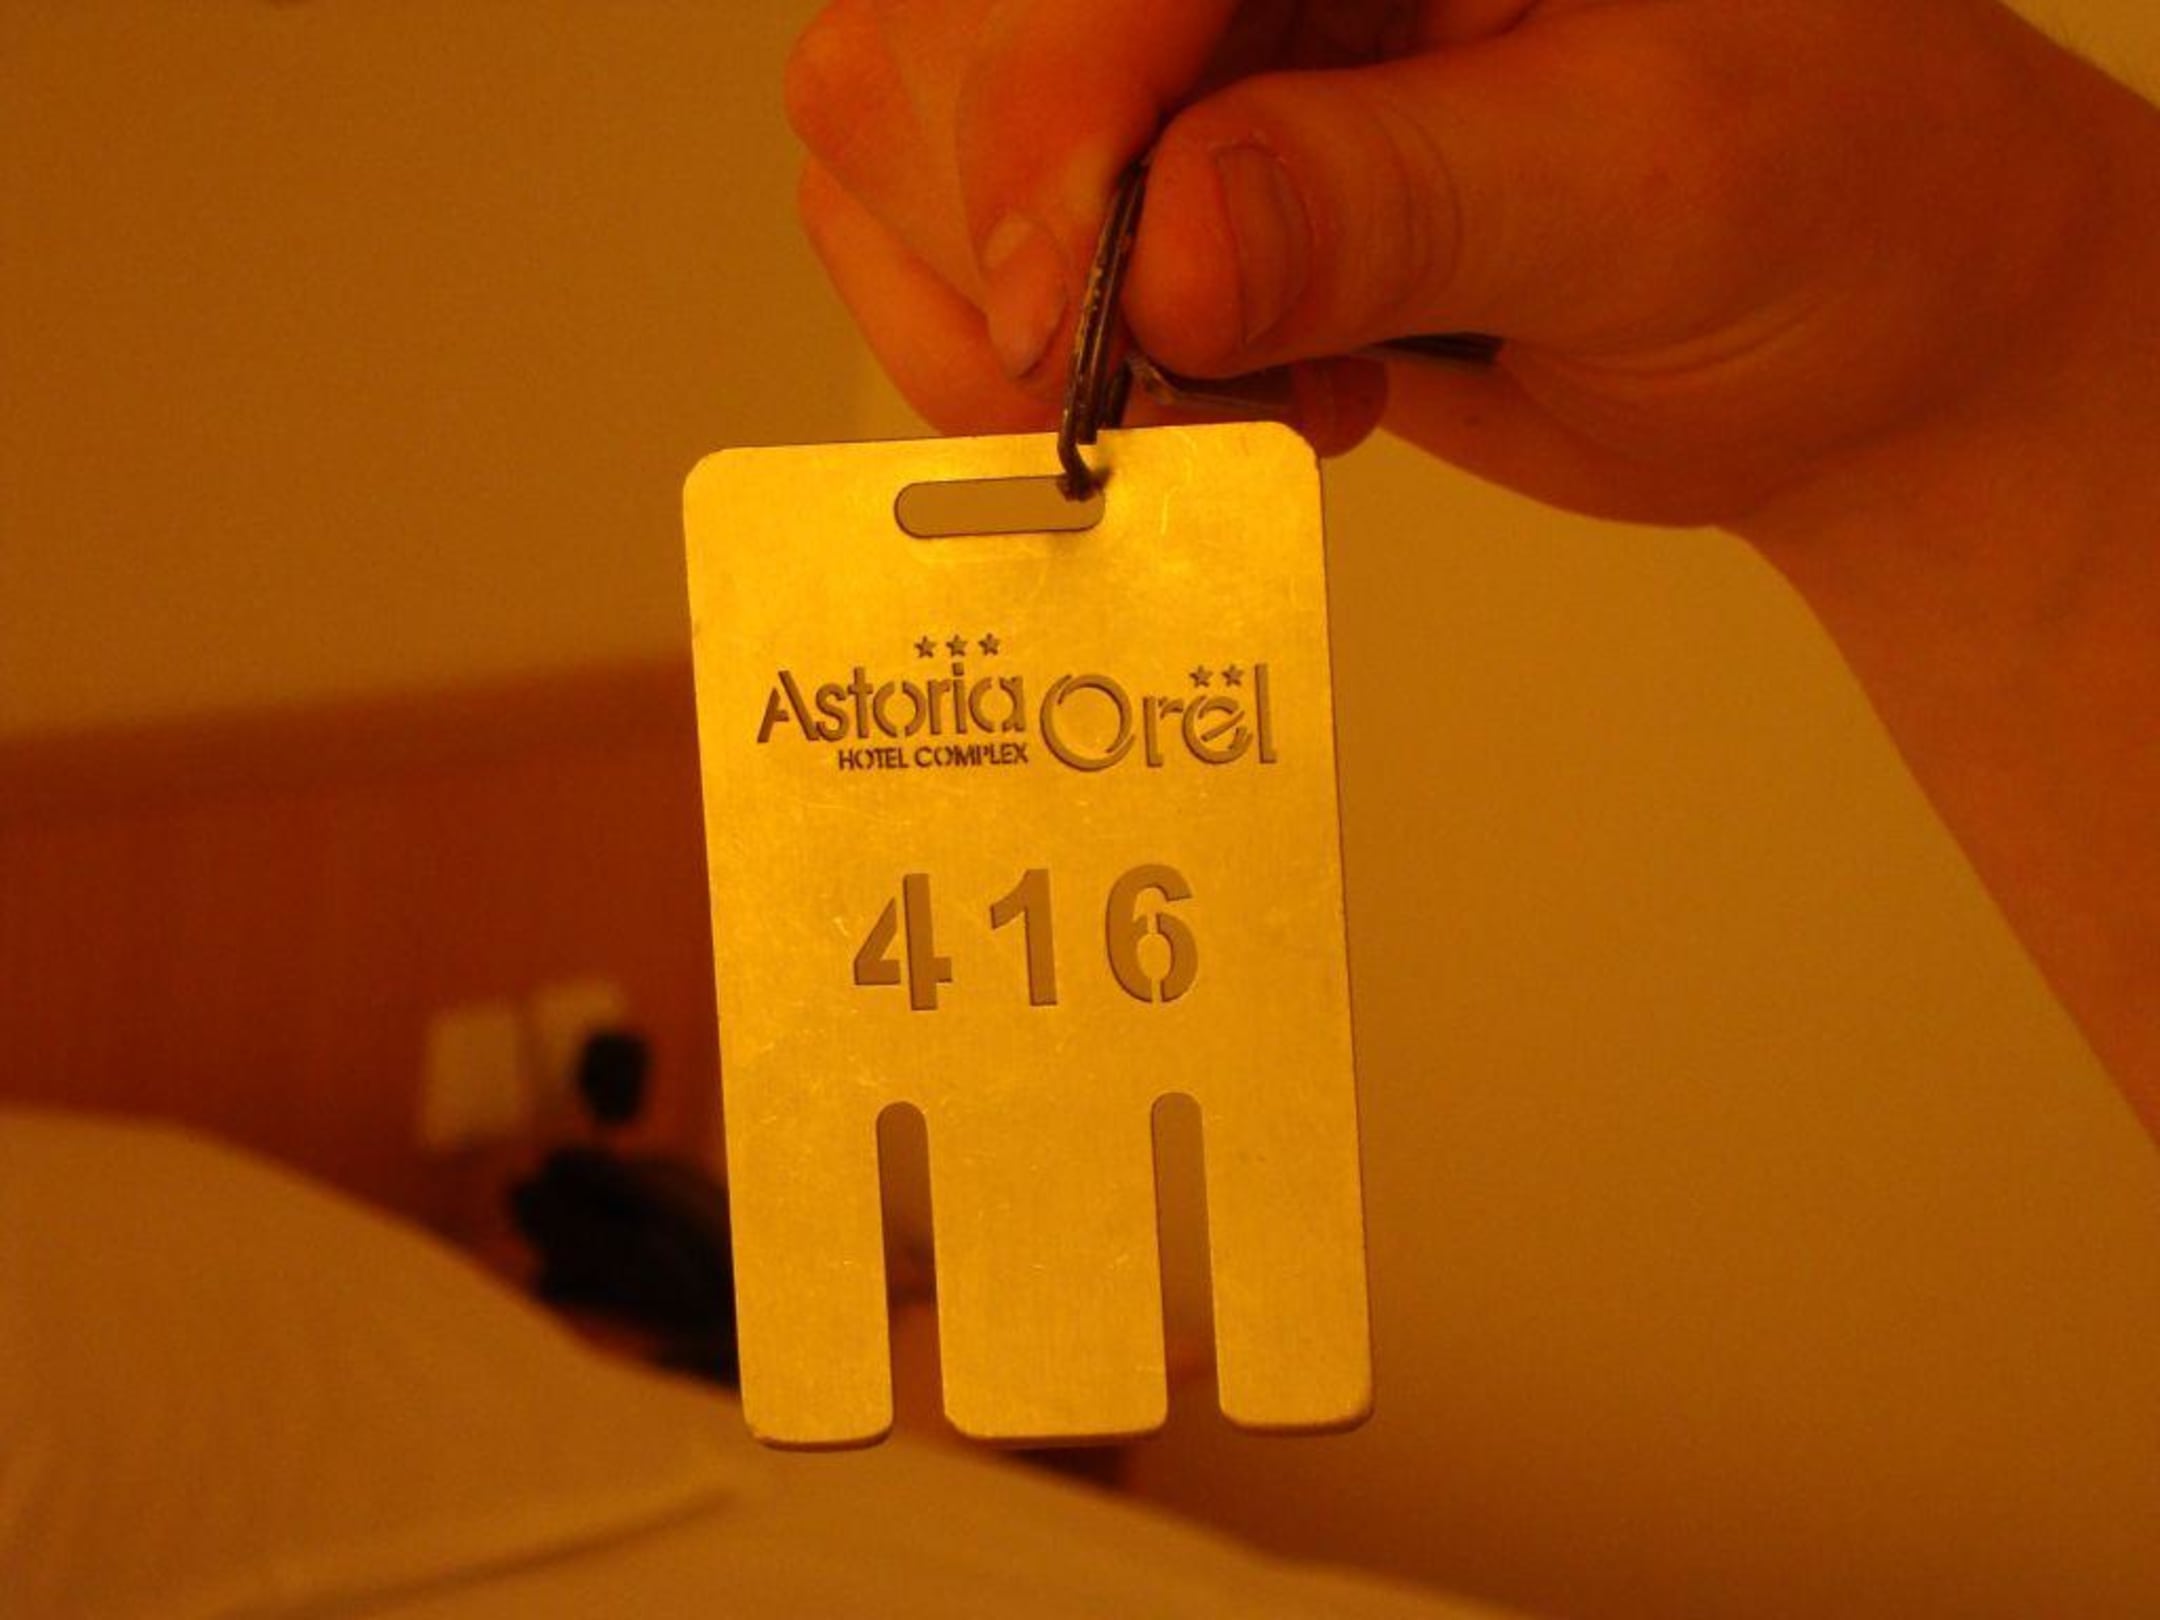 Astoria Orël
HOTEL COMPLEX
416